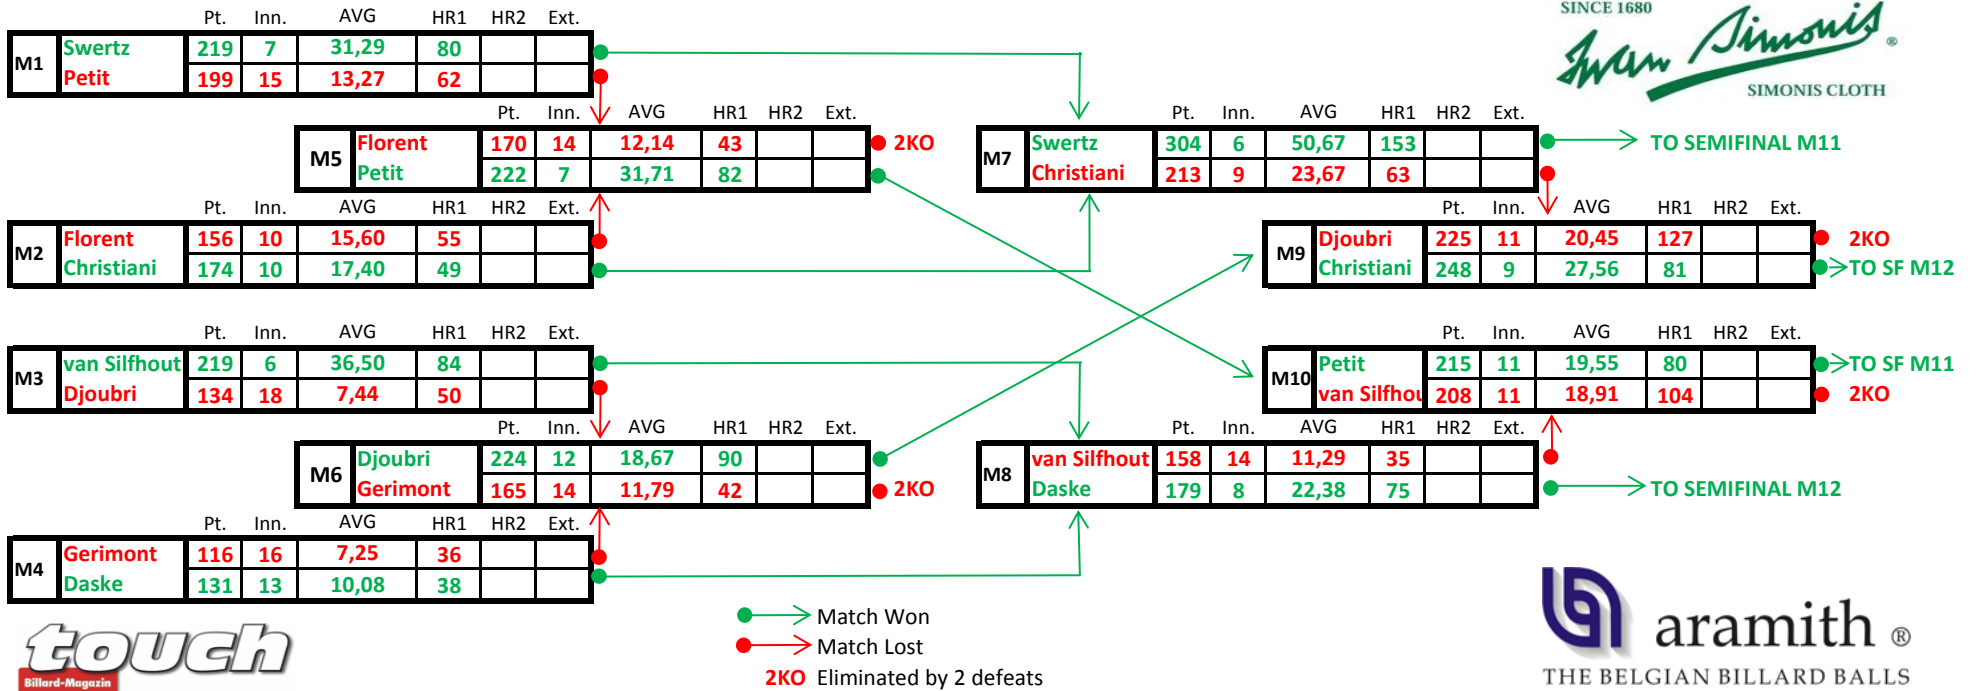 Pt. Inn. AVG HR1 HR2 Ext.
M1 Swertz 219 7 31,29 80
Petit 199 15 13,27 62
Pt. Inn. AVG HR1 HR2 Ext.
M5 Florent 170 14 12,14 43 2KO
Petit 222 7 31,71 82
Pt. Inn. AVG HR1 HR2 Ext.
M2 Florent 156 10 15,60 55
Christiani 174 10 17,40 49
Pt. Inn. AVG HR1 HR2 Ext.
M3 van Silfhout 219 6 36,50 84
Djoubri 134 18 7,44 50
Pt. Inn. AVG HR1 HR2 Ext.
M6 Djoubri 224 12 18,67 90
Gerimont 165 14 11,79 42 2KO
Pt. Inn. AVG HR1 HR2 Ext.
M4 Gerimont 116 16 7,25 36
Daske 131 13 10,08 38
SINCE 1680
Iwan Simonis ®
SIMONIS CLOTH
Pt. Inn. AVG HR1 HR2 Ext.
M7 Swertz 304 6 50,67 153 TO SEMIFINAL M11
Christiani 213 9 23,67 63
Pt. Inn. AVG HR1 HR2 Ext.
M9 Djoubri 225 11 20,45 127 2KO
Christiani 248 9 27,56 81 TO SF M12
Pt. Inn. AVG HR1 HR2 Ext.
M10 Petit 215 11 19,55 80 TO SF M11
van Silfhou 208 11 18,91 104 2KO
Pt. Inn. AVG HR1 HR2 Ext.
M8 van Silfhout 158 14 11,29 35
Daske 179 8 22,38 75 TO SEMIFINAL M12
touch
Billard-Magazin
Match Won
Match Lost
2KO Eliminated by 2 defeats
aramith ®
THE BELGIAN BILLARD BALLS